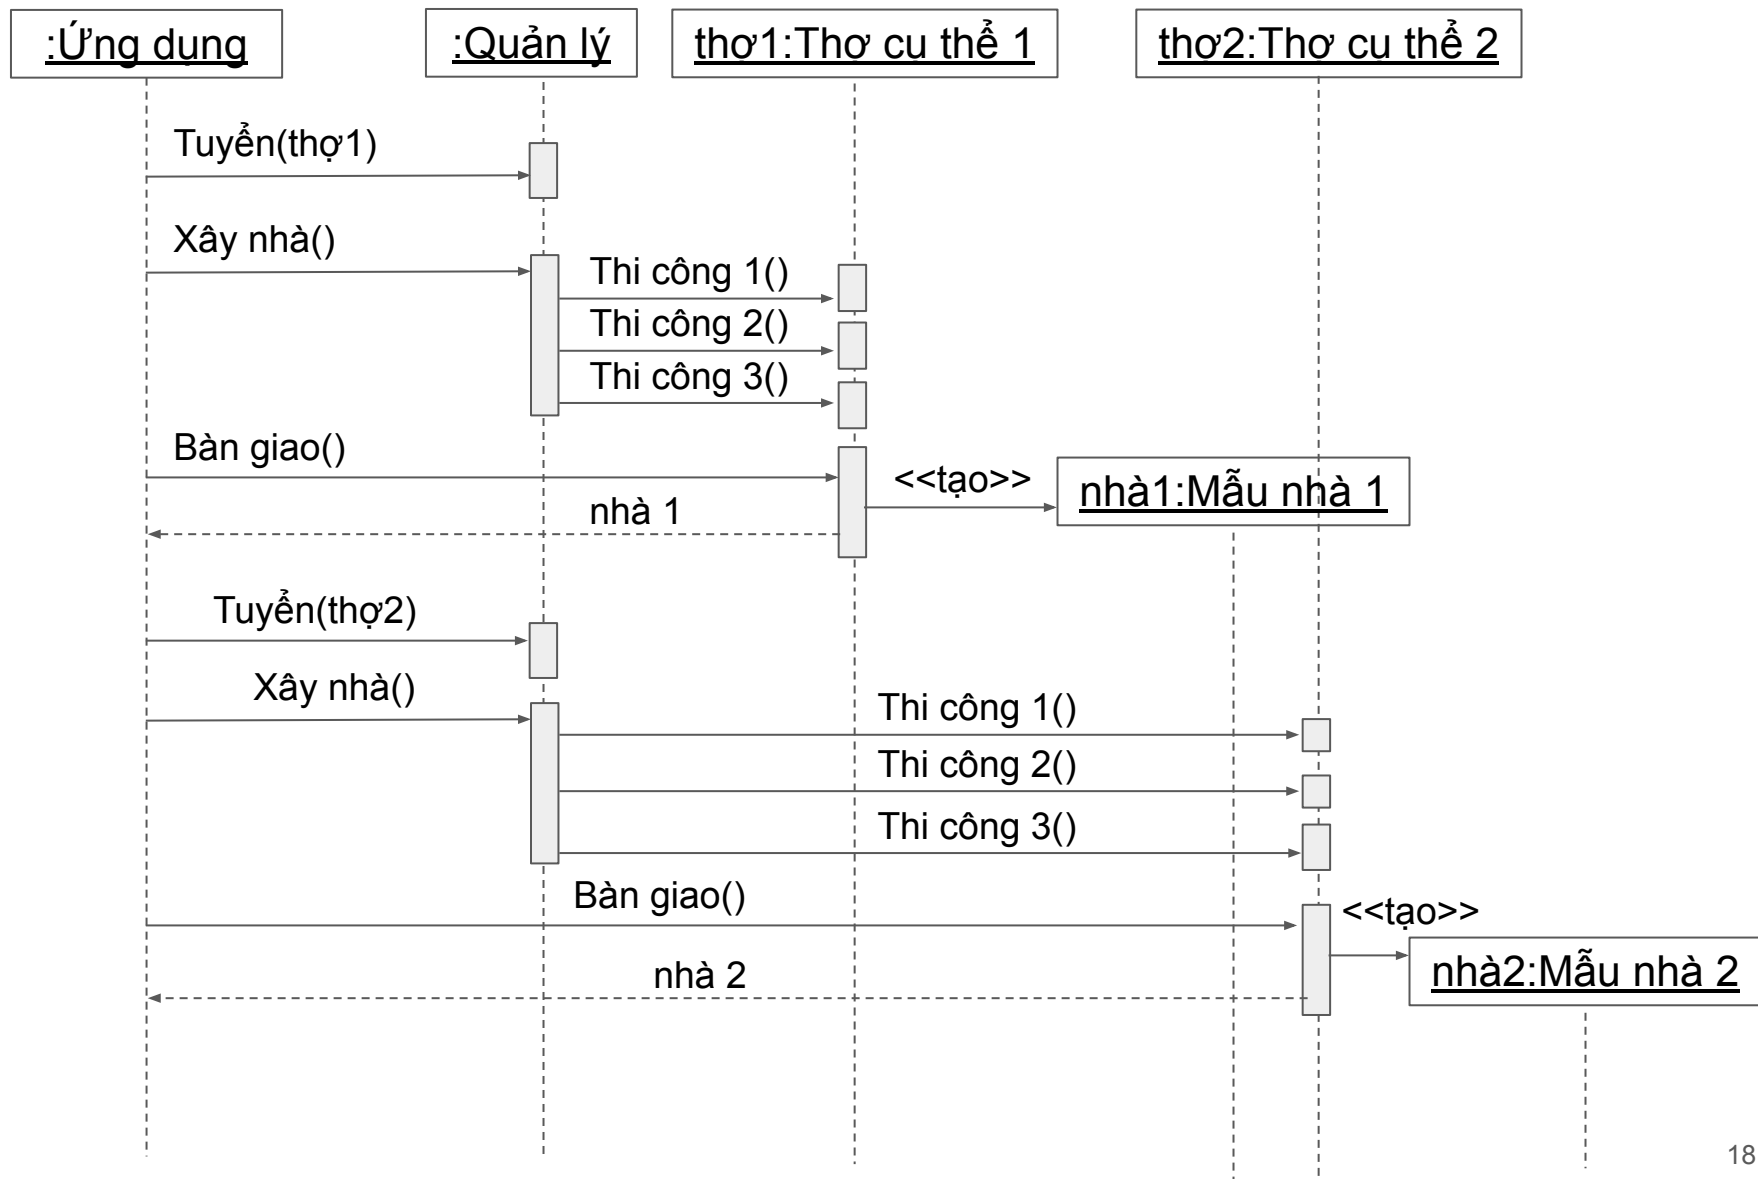 :Ứng dụng
:Quản lý
thợ1:Thợ cụ thể 1
thợ2:Thợ cụ thể 2
Tuyển(thợ1)
Xây nhà()
Thi công 1()
Thi công 2()
Thi công 3()
Bàn giao()
<<tạo>>
nhà1:Mẫu nhà 1
nhà 1
Tuyển(thợ2)
Xây nhà()
Thi công 1()
Thi công 2()
Thi công 3()
Bàn giao()
<<tạo>>
nhà2:Mẫu nhà 2
nhà 2
18